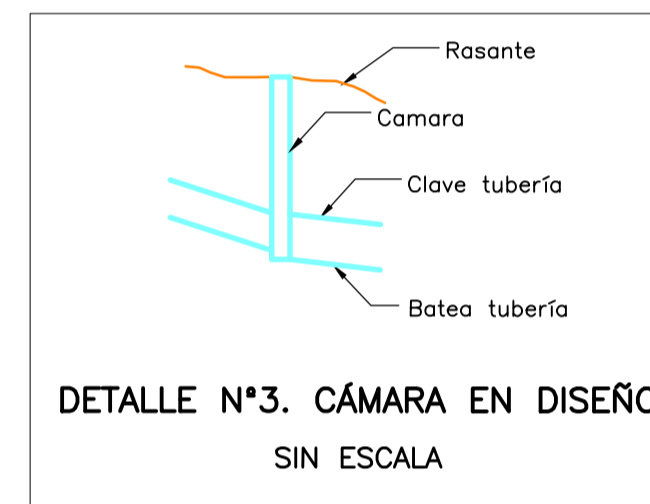 Rasante
Camara
Clave tubería
Batea tubería
DETALLE N°3. CÁMARA EN DISEÑO
SIN ESCALA